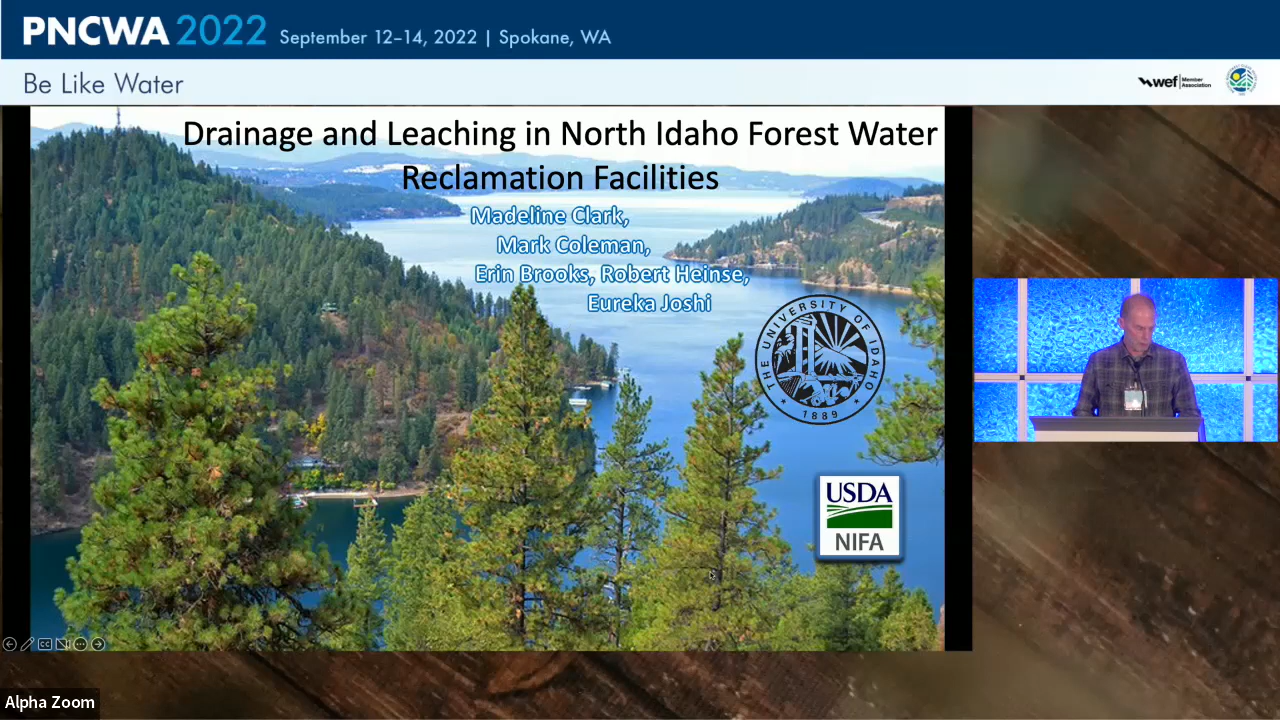 PNCWA 2022 September 12–14, 2022 | Spokane, WA
Be Like Water
wef Member Association
Drainage and Leaching in North Idaho Forest Water
Reclamation Facilities
Madeline Clark,
Mark Coleman,
Erin Brooks, Robert Heinse,
Eureka Joshi
THE UNIVERSITY OF IDAHO
1889
USDA
NIFA
CC
Alpha Zoom